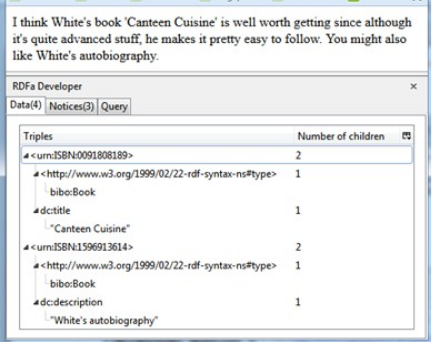 I think White's book 'Canteen Cuisine' is well worth getting since although
it's quite advanced stuff, he makes it pretty easy to follow. You might also
like White's autobiography.
RDFa Developer
Data(4) Notices(3) Query
Triples Number of children
<urn:ISBN:0091808189> 2
<http://www.w3.org/1999/02/22-rdf-syntax-ns#type> 1
bibo:Book
dc:title 1
"Canteen Cuisine"
<urn:ISBN:1596913614> 2
<http://www.w3.org/1999/02/22-rdf-syntax-ns#type> 1
bibo:Book
dc:description 1
"White's autobiography"